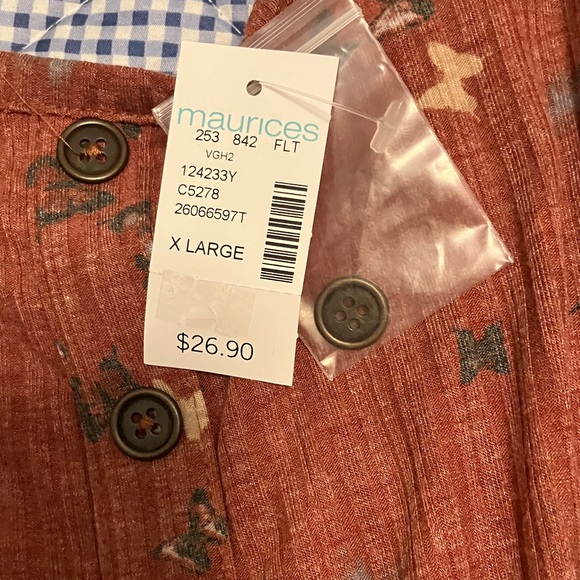 maurices
253 842 FLT
VGH2
124233Y
C5278
26066597T
X LARGE
$26.90